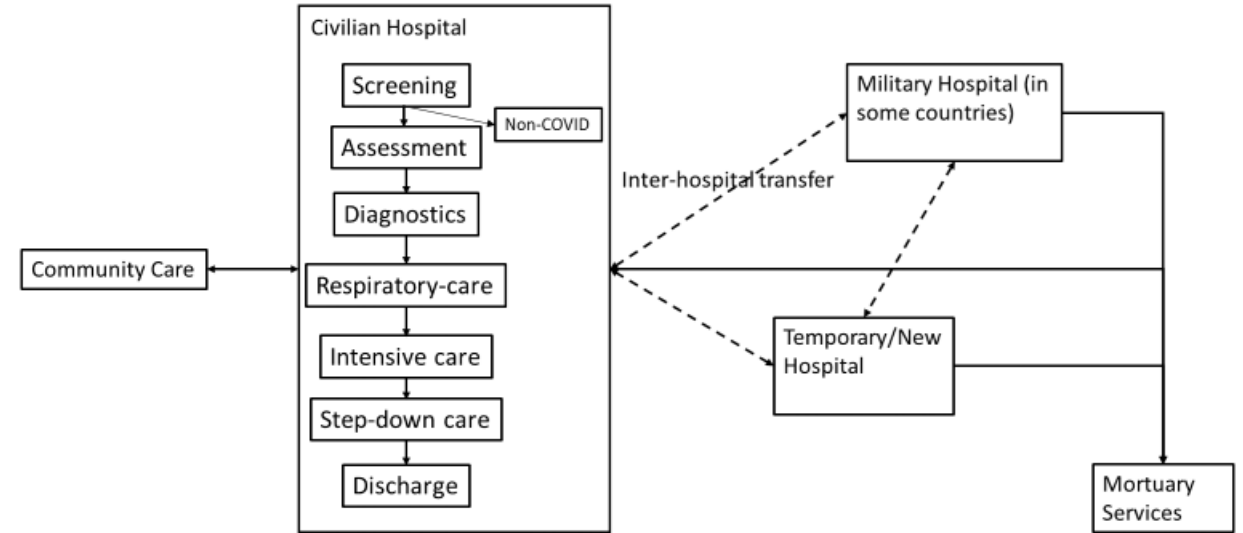 Civilian Hospital
Screening
Non-COVID
Assessment
Diagnostics
Respiratory-care
Intensive care
Step-down care
Discharge
Community Care
Inter-hospital transfer
Military Hospital (in
some countries)
Temporary/New
Hospital
Mortuary
Services